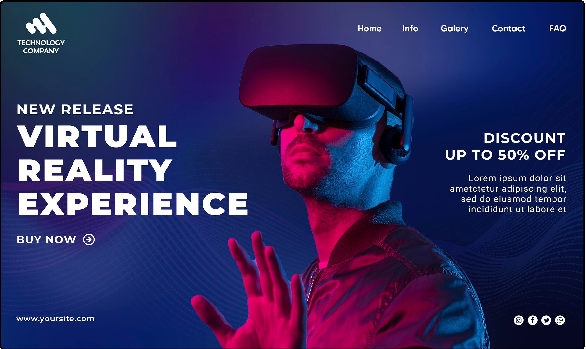 TECHNOLOGY
COMPANY
Home
Info
Galery
Contact
FAQ
NEW RELEASE
VIRTUAL
REALITY
EXPERIENCE
BUY NOW
DISCOUNT
UP TO 50% OFF
Lorem ipsum dolor sit
ametctetur adipiscing elit,
sed do eiusmod tempor
incididunt ut labore et
www.yoursite.com